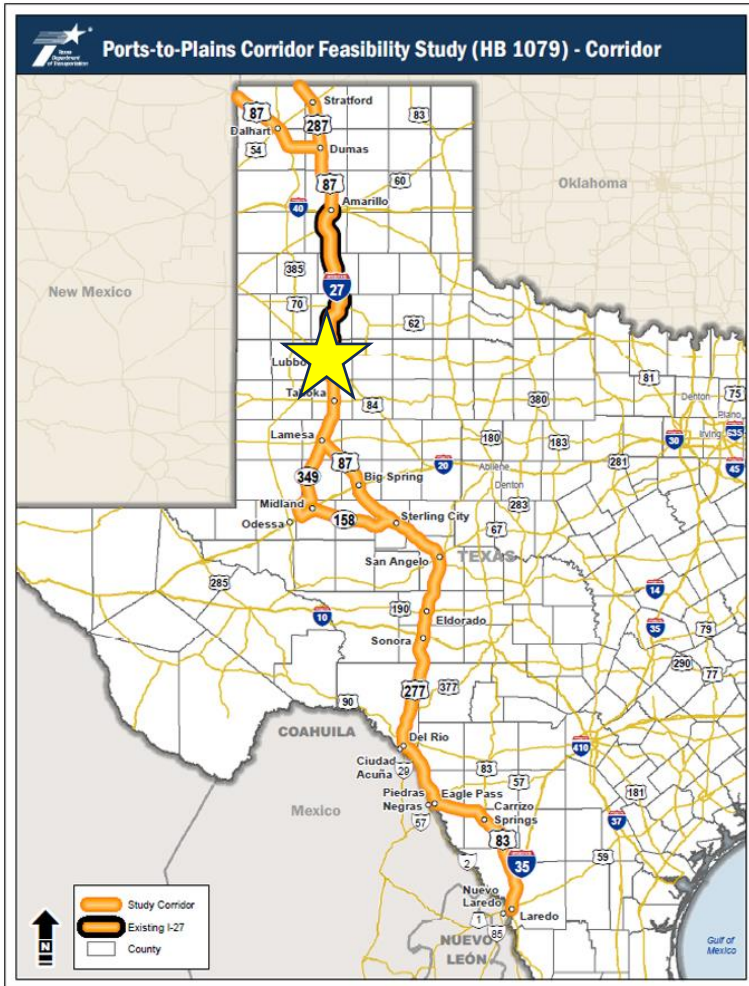 Texas
Department
of Transportation
Ports-to-Plains Corridor Feasibility Study (HB 1079) - Corridor
Stratford
87
287
83
Dalhart
54
Dumas
87
60
Oklahoma
40
Amarillo
385
New Mexico
INTERSTATE
27
70
62
Lubbo
81
Tahoka
84
380
Denton
75
Plano
Irving
635
30
Lamesa
180
183
45
87
20
Abilene
281
349
Big Spring
Denton
283
Midland
158
Sterling City
67
Odessa
San Angelo
TEXAS
285
14
190
Eldorado
10
35
79
Sonora
290
77
277
377
90
COAHUILA
Del Rio
410
Ciudad
Acuña
29
83
57
181
Piedras
Negras
Eagle Pass
Carrizo
Springs
37
Mexico
57
83
2
59
35
Nuevo
Laredo
1
Laredo
85
NUEVO
LEÓN
Gulf of
Mexico
Study Corridor
Existing I-27
County
N